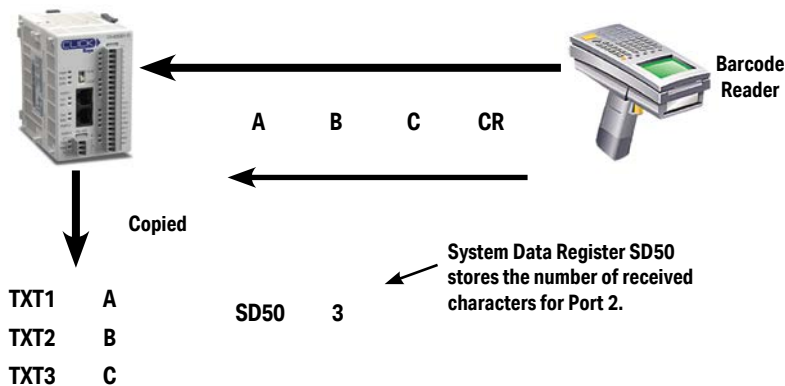 CLICK
Barcode
Reader
A B C CR
Copied
System Data Register SD50
stores the number of received
characters for Port 2.
TXT1 A
SD50 3
TXT2 B
TXT3 C